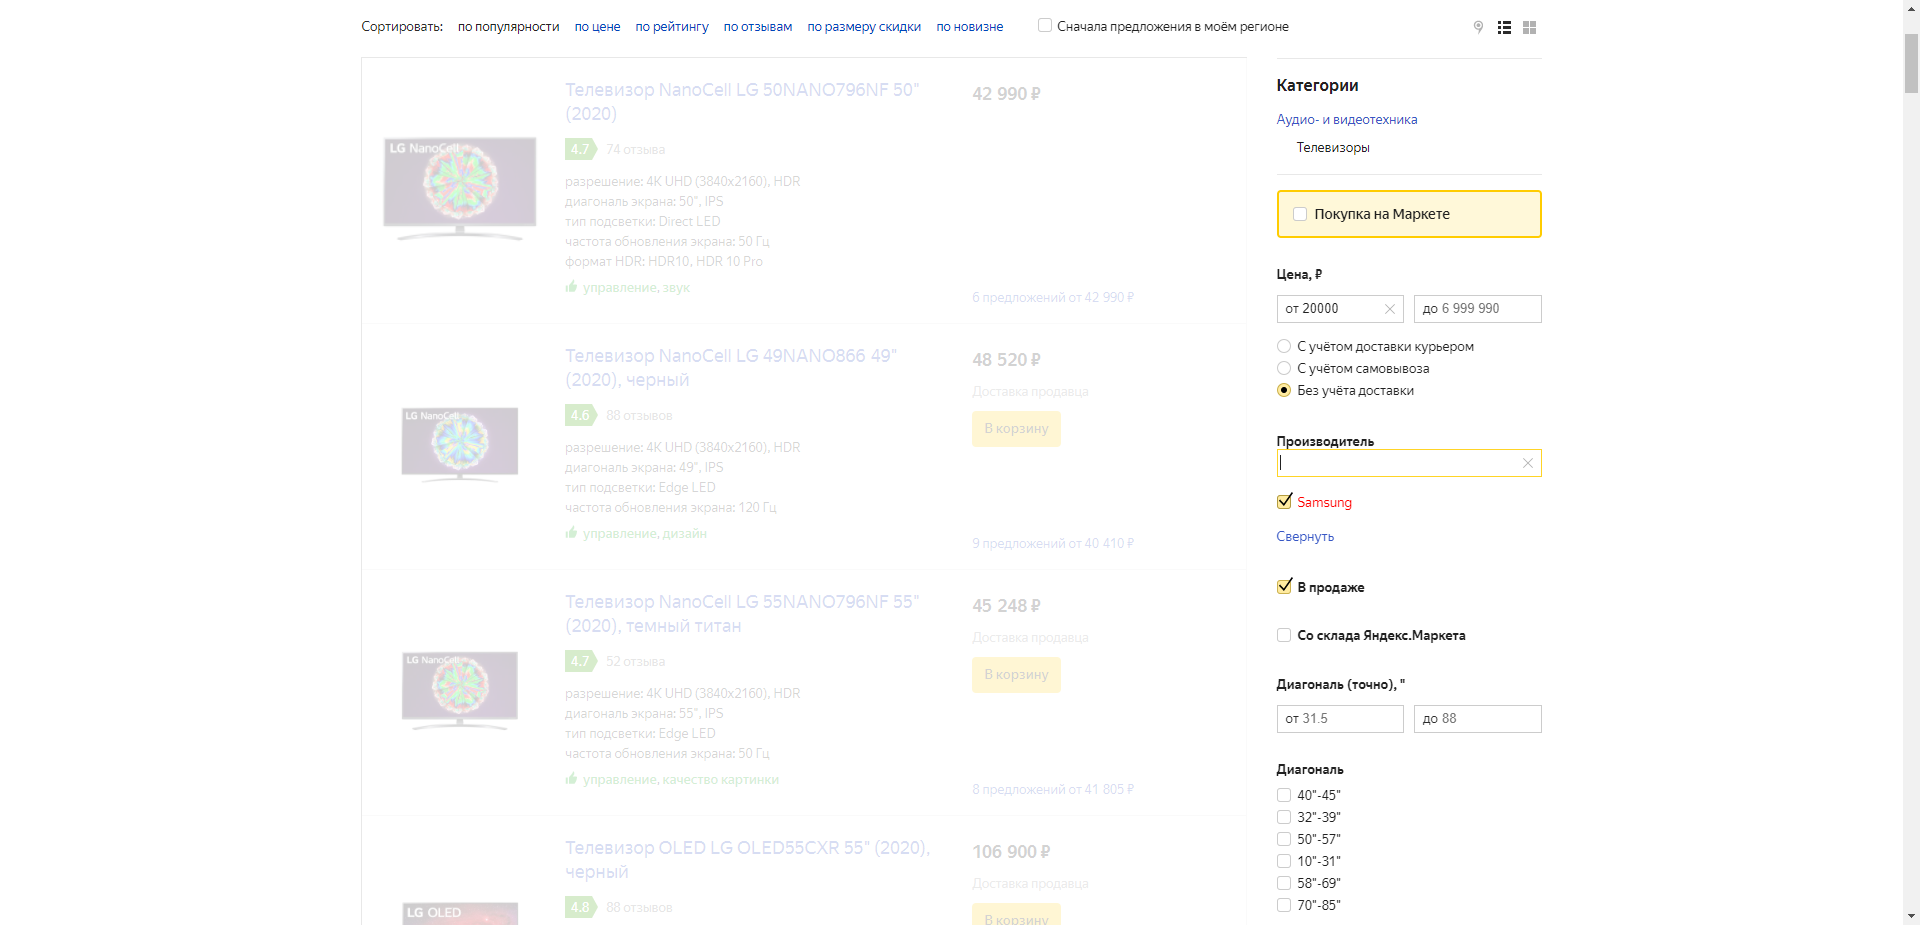 Сортировать: по популярности по цене по рейтингу по отзывам по размеру скидки по новизне Сначала предложения в моём регионе
Телевизор NanoCell LG 50NANO796NF 50"
(2020)
42 990 ₽
LG NanoCell
4.7 74 отзыва
разрешение: 4K UHD (3840x2160), HDR
диагональ экрана: 50", IPS
тип подсветки: Direct LED
частота обновления экрана: 50 Гц
формат HDR: HDR10, HDR 10 Pro
управление, звук
6 предложений от 42 990 ₽
Телевизор NanoCell LG 49NANO866 49"
(2020), черный
48 520 ₽
Доставка продавца
В корзину
LG NanoCell
4.6 88 отзывов
разрешение: 4K UHD (3840x2160), HDR
диагональ экрана: 49", IPS
тип подсветки: Edge LED
частота обновления экрана: 120 Гц
управление, дизайн
9 предложений от 40 410 ₽
Телевизор NanoCell LG 55NANO796NF 55"
(2020), темный титан
45 248 ₽
Доставка продавца
В корзину
LG NanoCell
4.7 52 отзыва
разрешение: 4K UHD (3840x2160), HDR
диагональ экрана: 55", IPS
тип подсветки: Edge LED
частота обновления экрана: 50 Гц
управление, качество картинки
8 предложений от 41 805 ₽
Телевизор OLED LG OLED55CXR 55" (2020),
черный
106 900 ₽
Доставка продавца
В корзину
LG OLED
4.8 88 отзывов
Категории
Аудио- и видеотехника
Телевизоры
Покупка на Маркете
Цена, ₽
от 20000 до 6 999 990
С учётом доставки курьером
С учётом самовывоза
Без учёта доставки
Производитель
Samsung
Свернуть
В продаже
Со склада Яндекс.Маркета
Диагональ (точно), "
от 31.5 до 88
Диагональ
40"-45"
32"-39"
50"-57"
10"-31"
58"-69"
70"-85"